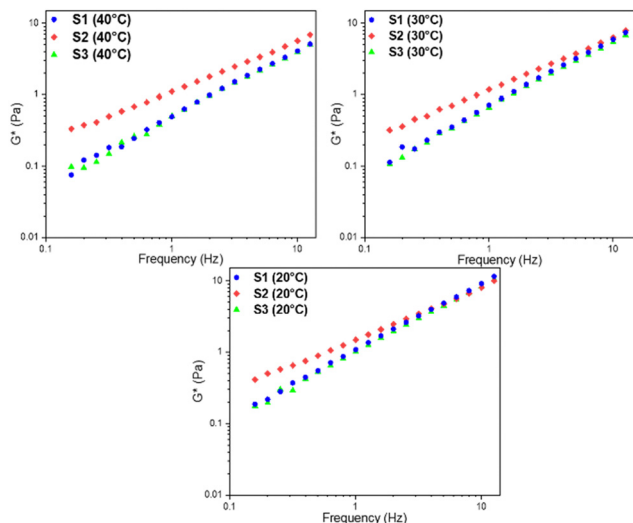 S1 (40°C)
S2 (40°C)
S3 (40°C)
G* (Pa)
10
1
0.1
0.01
0.1
1
10
Frequency (Hz)
S1 (30°C)
S2 (30°C)
S3 (30°C)
G* (Pa)
10
1
0.1
0.01
0.1
1
10
Frequency (Hz)
S1 (20°C)
S2 (20°C)
S3 (20°C)
G* (Pa)
10
1
0.1
0.01
0.1
1
10
Frequency (Hz)